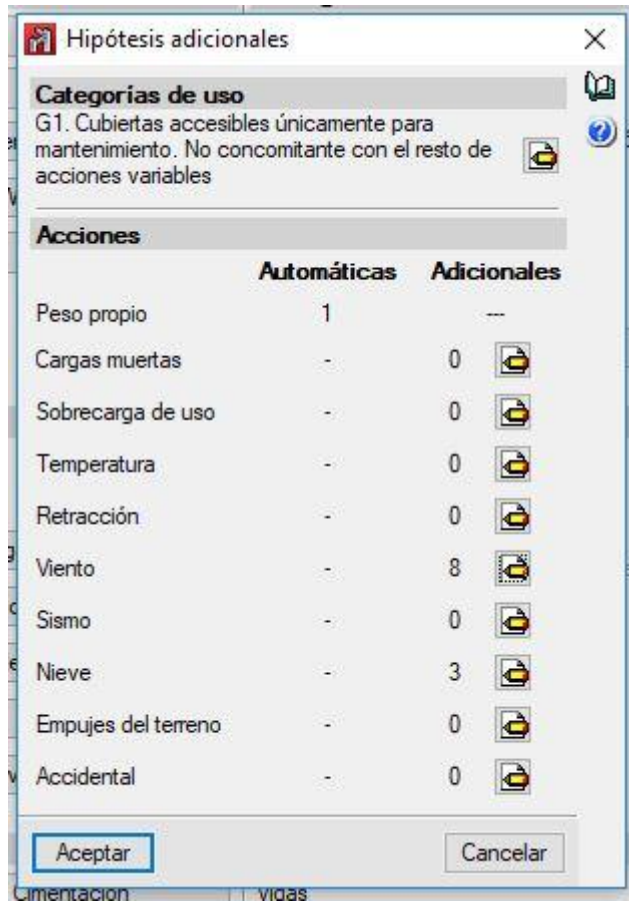 Hipótesis adicionales
Categorías de uso
G1. Cubiertas accesibles únicamente para
mantenimiento. No concomitante con el resto de
acciones variables
Acciones
Automáticas Adicionales
Peso propio 1 ---
Cargas muertas - 0
Sobrecarga de uso - 0
Temperatura - 0
Retracción - 0
Viento - 8
Sismo - 0
Nieve - 3
Empujes del terreno - 0
Accidental - 0
Aceptar Cancelar
Cimentación Vigas